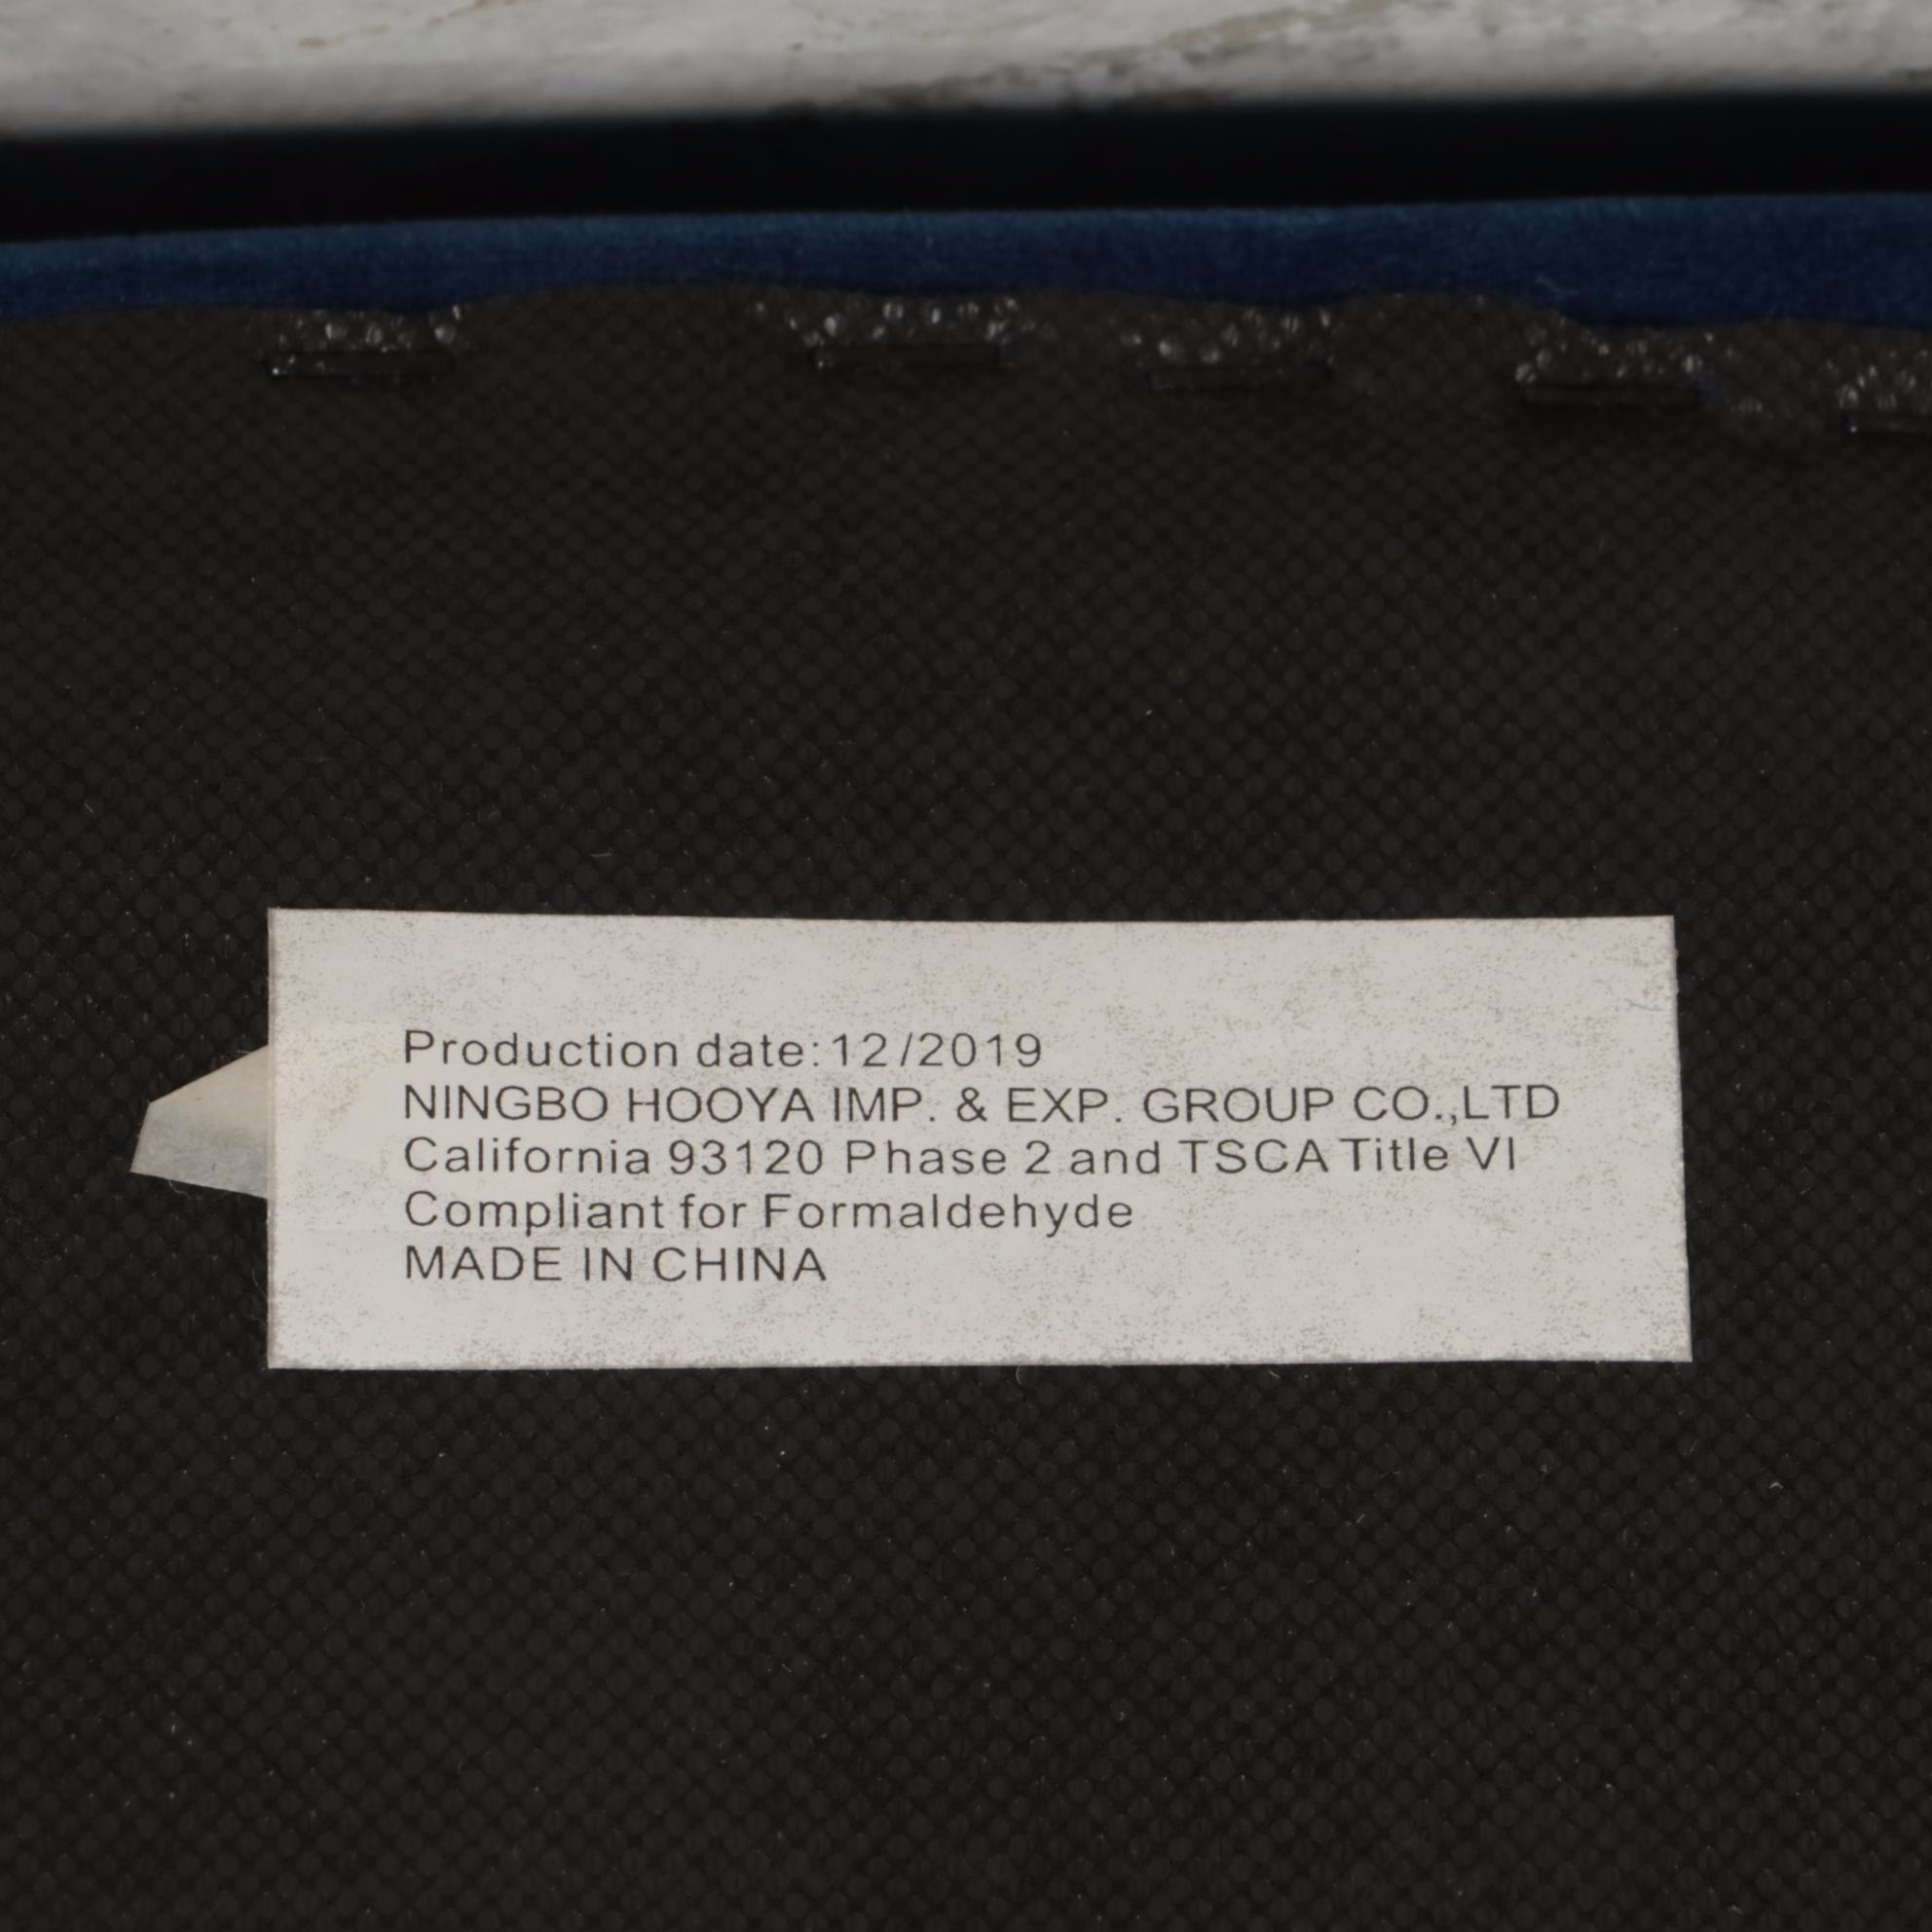 Production date:12/2019
NINGBO HOOYA IMP. & EXP. GROUP CO.,LTD
California 93120 Phase 2 and TSCA Title VI
Compliant for Formaldehyde
MADE IN CHINA